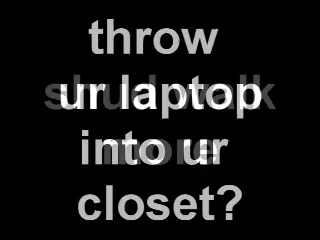 throw
ur laptop
into ur
closet?